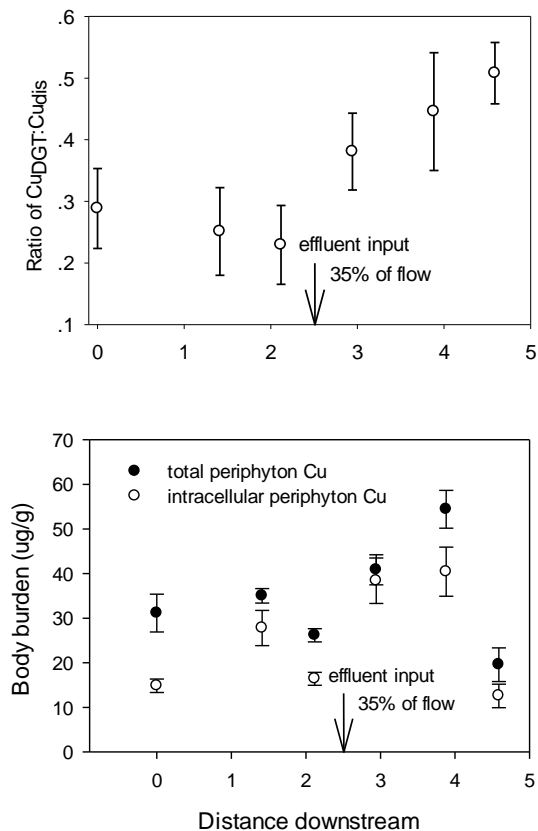 Ratio of CuDGT:Cudis
.6
.5
.4
.3
.2
.1
effluent input
35% of flow
0 1 2 3 4 5
Body burden (ug/g)
70
60
50
40
30
20
10
0
total periphyton Cu
intracellular periphyton Cu
effluent input
35% of flow
0 1 2 3 4 5
Distance downstream